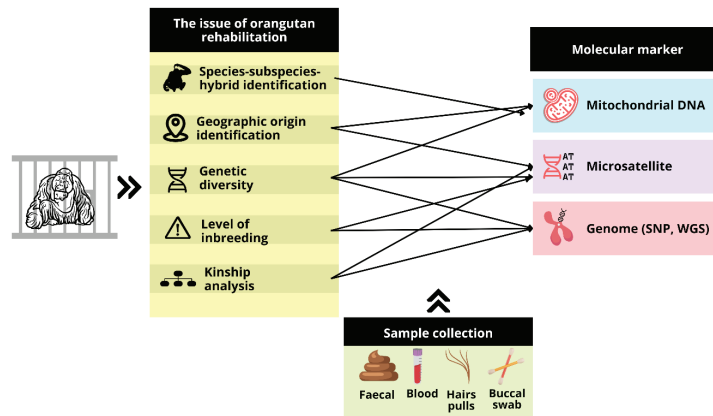 The issue of orangutan
rehabilitation
Species-subspecies-
hybrid identification
Geographic origin
identification
Genetic
diversity
Level of
inbreeding
Kinship
analysis
Molecular marker
Mitochondrial DNA
AT
AT
AT
Microsatellite
Genome (SNP, WGS)
Sample collection
Faecal
Blood
Hairs
pulls
Buccal
swab